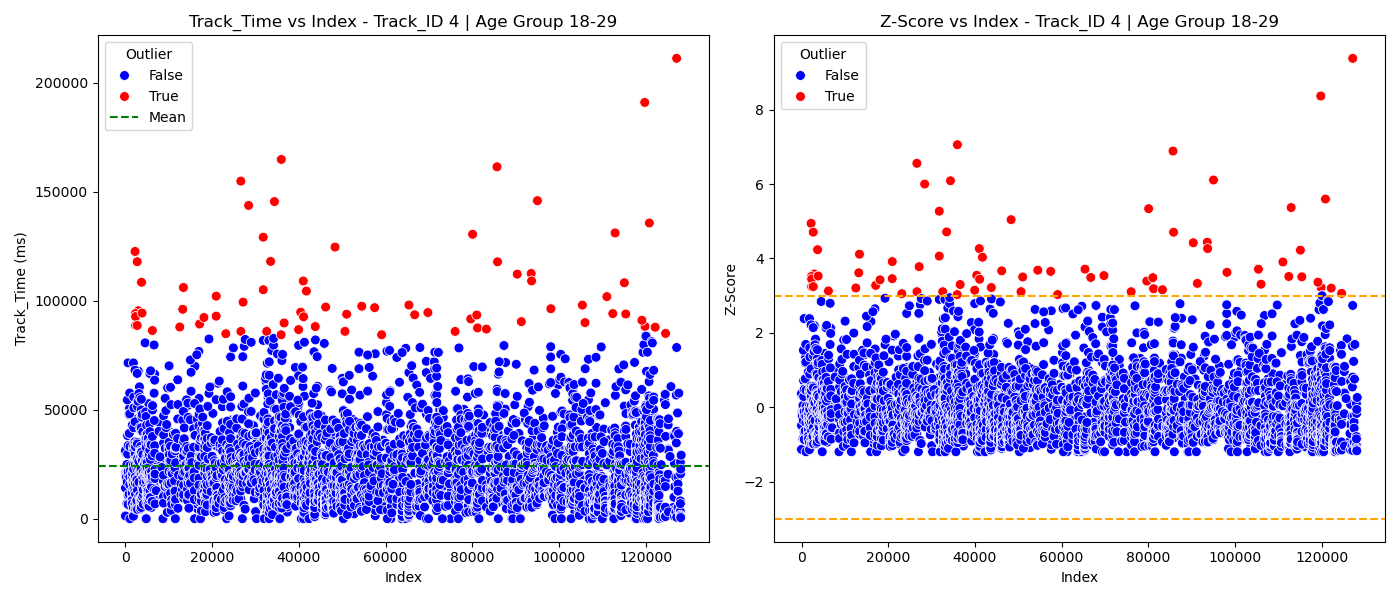 Track_Time vs Index - Track_ID 4 | Age Group 18-29
Outlier
False
True
Mean
200000
150000
100000
50000
0
Track_Time (ms)
0 20000 40000 60000 80000 100000 120000
Index
Z-Score vs Index - Track_ID 4 | Age Group 18-29
Outlier
False
True
8
6
4
2
0
−2
Z-Score
0 20000 40000 60000 80000 100000 120000
Index